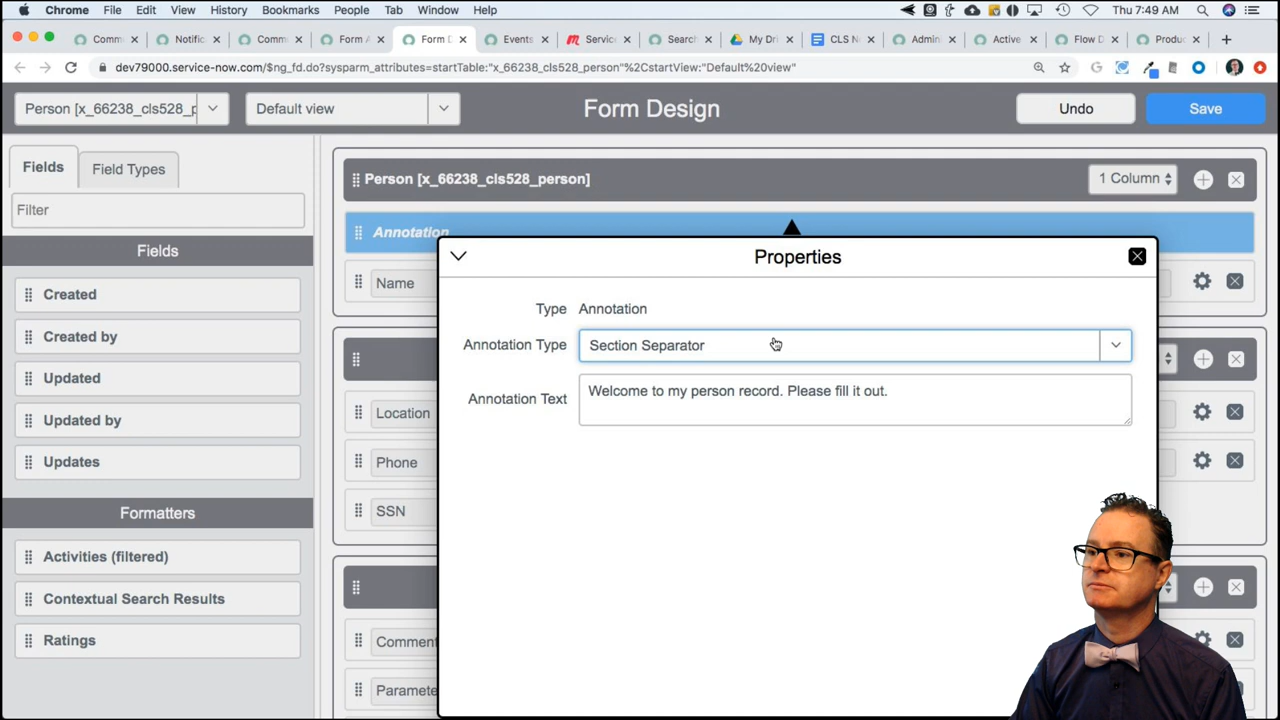 Chrome File Edit View History Bookmarks People Tab Window Help Thu 7:49 AM
Comm Notific Comm Form A Form D Events Service Search My Dri CLS N Admin Active Flow D Produc
dev79000.service-now.com/$ng_fd.do?sysparm_attributes=startTable:"x_66238_cls528_person"%2CstartView:"Default%20view"
Person [x_66238_cls528_p Default view Form Design Undo Save
Fields Field Types
Filter
Fields
Created
Created by
Updated
Updated by
Updates
Formatters
Activities (filtered)
Contextual Search Results
Ratings
Person [x_66238_cls528_person] 1 Column
Annotation
Name
Location
Phone
SSN
Comment
Paramete
Properties
Type Annotation
Annotation Type Section Separator
Annotation Text Welcome to my person record. Please fill it out.